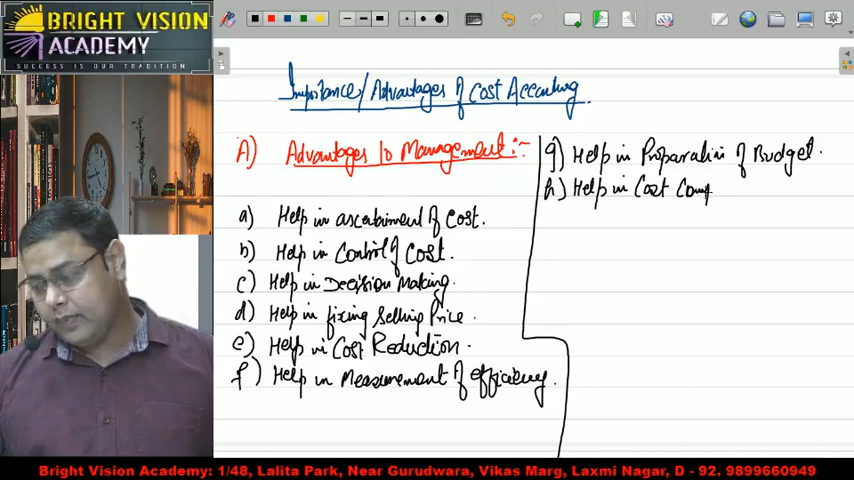 BRIGHT VISION
ACADEMY
SUCCESS IS OUR TRADITION
Importance/Advantages of Cost Accounting.
A) Advantages to Management :-
a) Help in ascertainment of cost.
b) Help in Control of Cost.
c) Help in Decision Making.
d) Help in fixing Selling Price.
e) Help in Cost Reduction.
f) Help in Measurement of efficiency.
g) Help in Preparation of Budget.
h) Help in Cost Comp
Bright Vision Academy: 1/48, Lalita Park, Near Gurudwara, Vikas Marg, Laxmi Nagar, D - 92. 9899660949